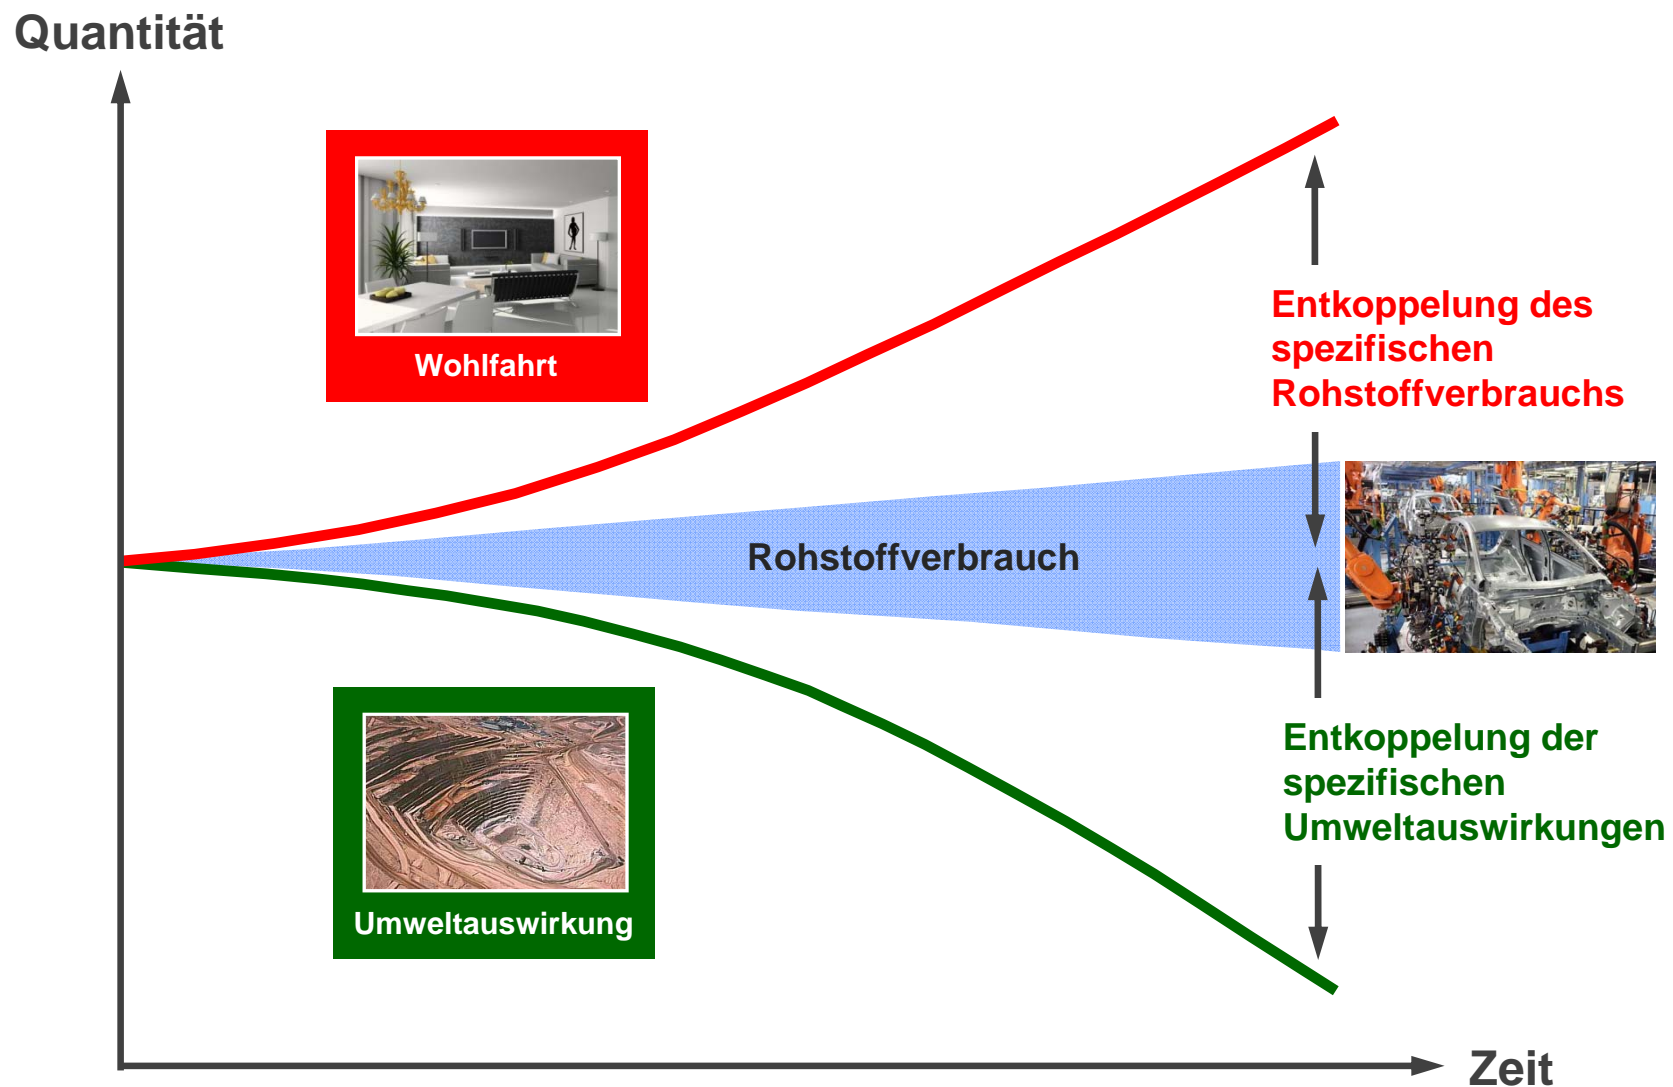 Quantität
Wohlfahrt
Entkoppelung des
spezifischen
Rohstoffverbrauchs
Rohstoffverbrauch
Entkoppelung der
spezifischen
Umweltauswirkungen
Umweltauswirkung
Zeit